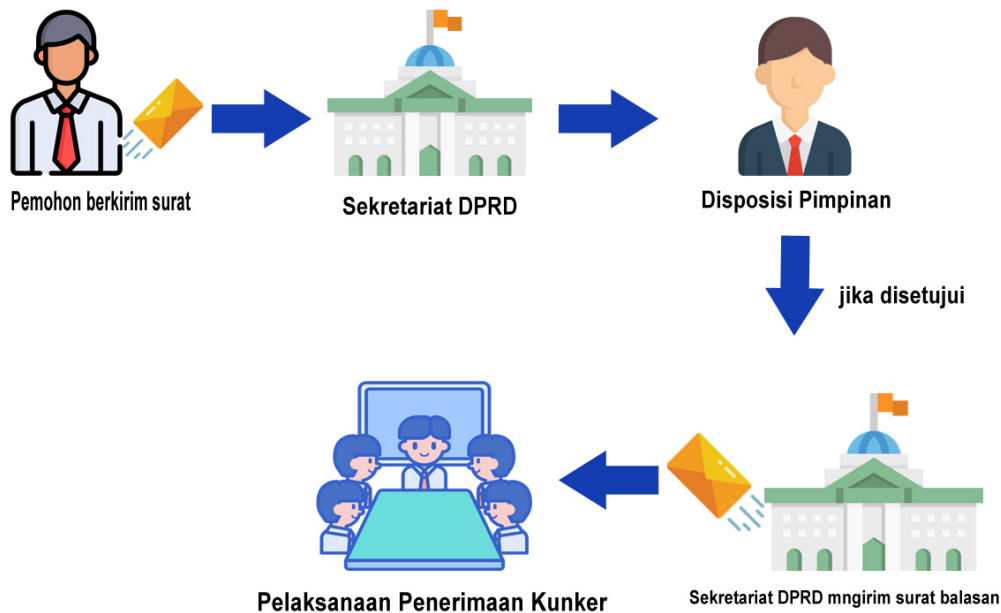 Pemohon berkirim surat
Sekretariat DPRD
Disposisi Pimpinan
jika disetujui
Sekretariat DPRD mngirim surat balasan
Pelaksanaan Penerimaan Kunker